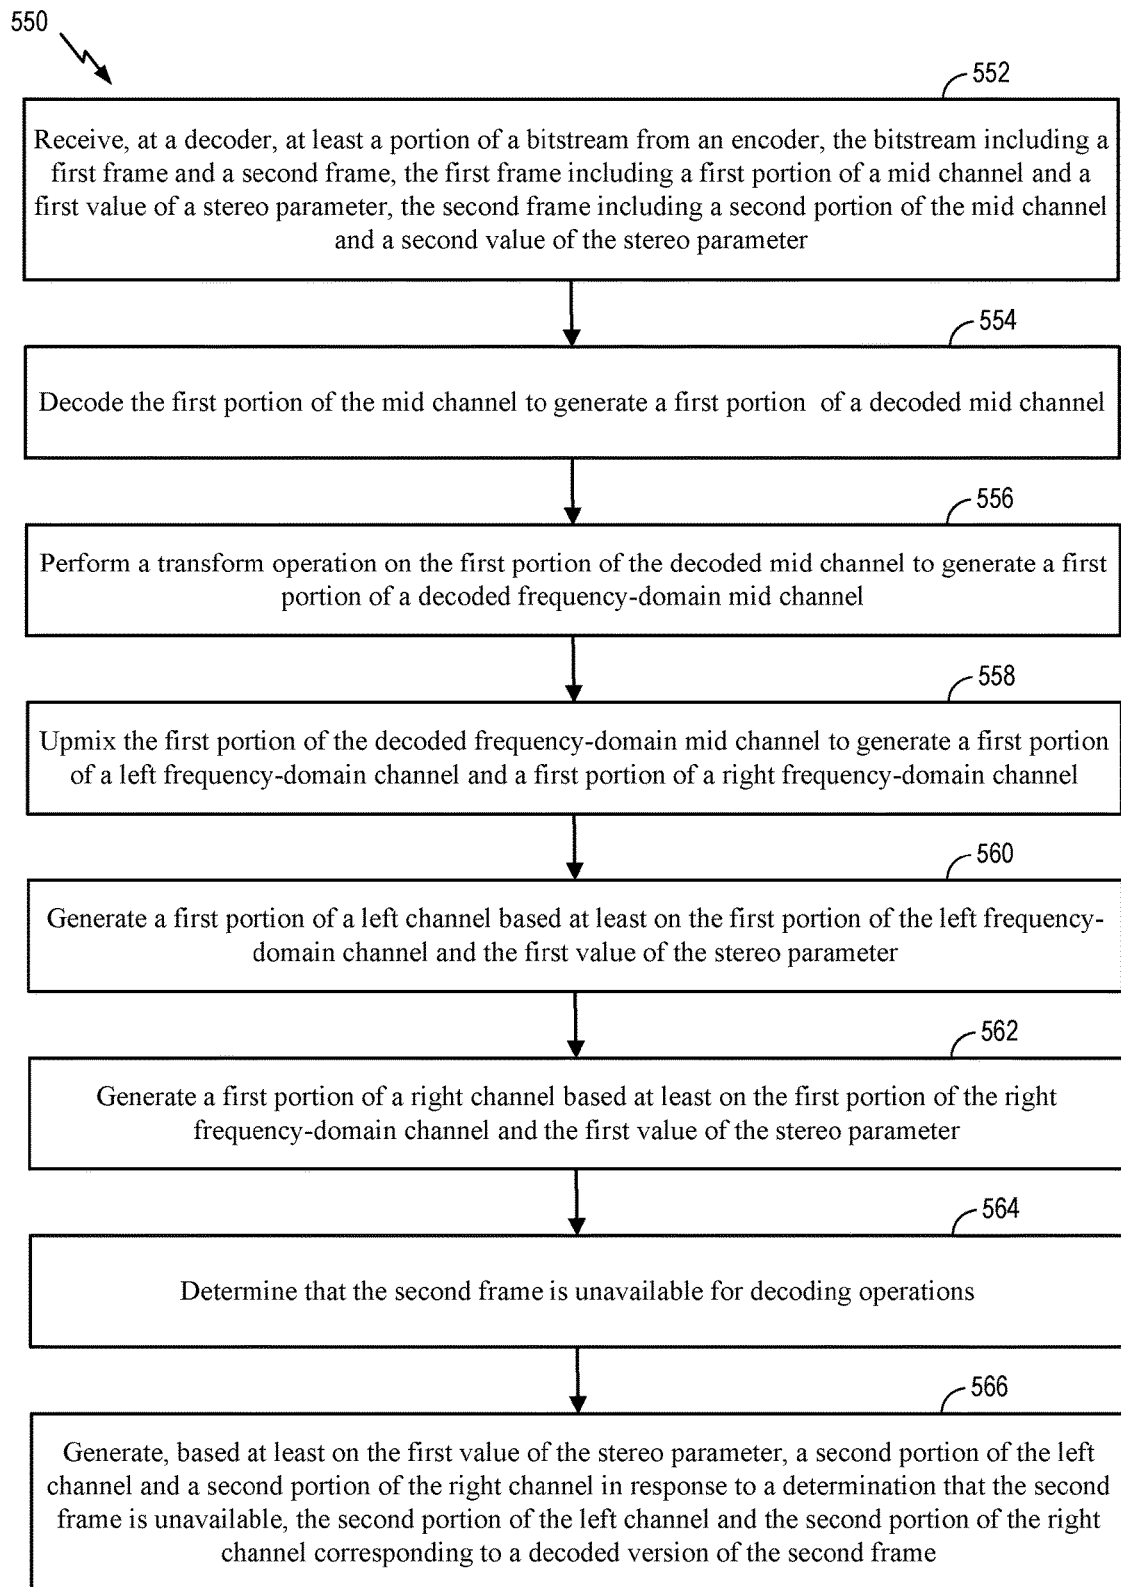 550
552
Receive, at a decoder, at least a portion of a bitstream from an encoder, the bitstream including a
first frame and a second frame, the first frame including a first portion of a mid channel and a
first value of a stereo parameter, the second frame including a second portion of the mid channel
and a second value of the stereo parameter
554
Decode the first portion of the mid channel to generate a first portion of a decoded mid channel
556
Perform a transform operation on the first portion of the decoded mid channel to generate a first
portion of a decoded frequency-domain mid channel
558
Upmix the first portion of the decoded frequency-domain mid channel to generate a first portion
of a left frequency-domain channel and a first portion of a right frequency-domain channel
560
Generate a first portion of a left channel based at least on the first portion of the left frequency-
domain channel and the first value of the stereo parameter
562
Generate a first portion of a right channel based at least on the first portion of the right
frequency-domain channel and the first value of the stereo parameter
564
Determine that the second frame is unavailable for decoding operations
566
Generate, based at least on the first value of the stereo parameter, a second portion of the left
channel and a second portion of the right channel in response to a determination that the second
frame is unavailable, the second portion of the left channel and the second portion of the right
channel corresponding to a decoded version of the second frame